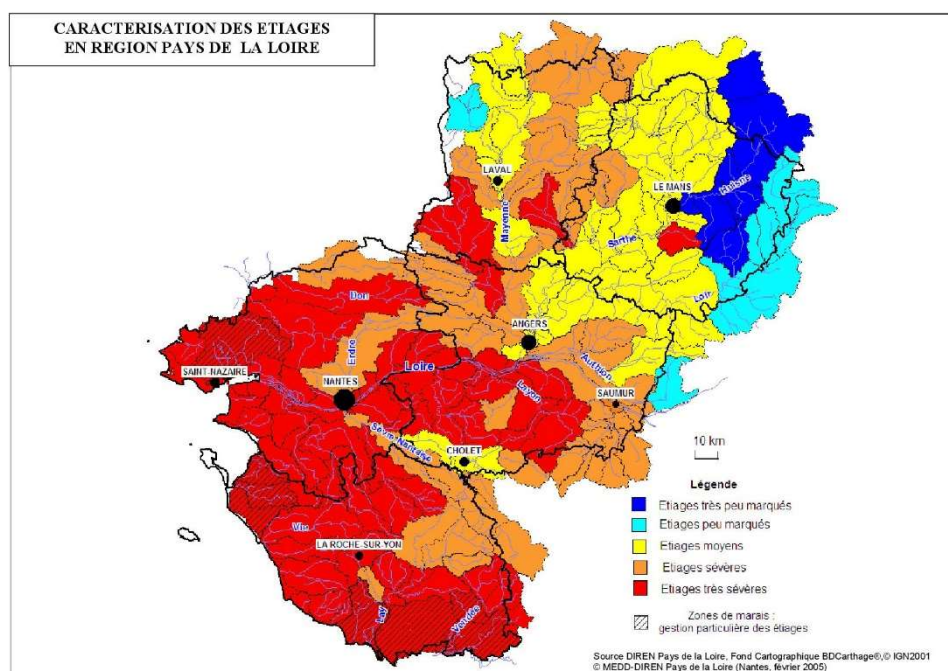 CARACTERISATION DES ETIAGES
EN REGION PAYS DE LA LOIRE
LAVAL
Mayenne
LE MANS
Huisne
Sarthe
Loir
Don
Erdre
ANGERS
Loire
Authion
SAINT-NAZAIRE
NANTES
Layon
SAUMUR
Sèvre Nantaise
CHOLET
10 km
Vie
LA ROCHE-SUR-YON
Lay
Vendée
Légende
Etiages très peu marqués
Etiages peu marqués
Etiages moyens
Etiages sévères
Etiages très sévères
Zones de marais :
gestion particulière des étiages
Source DIREN Pays de la Loire, Fond Cartographique BDCarthage®,© IGN2001
© MEDD-DIREN Pays de la Loire (Nantes, février 2005)